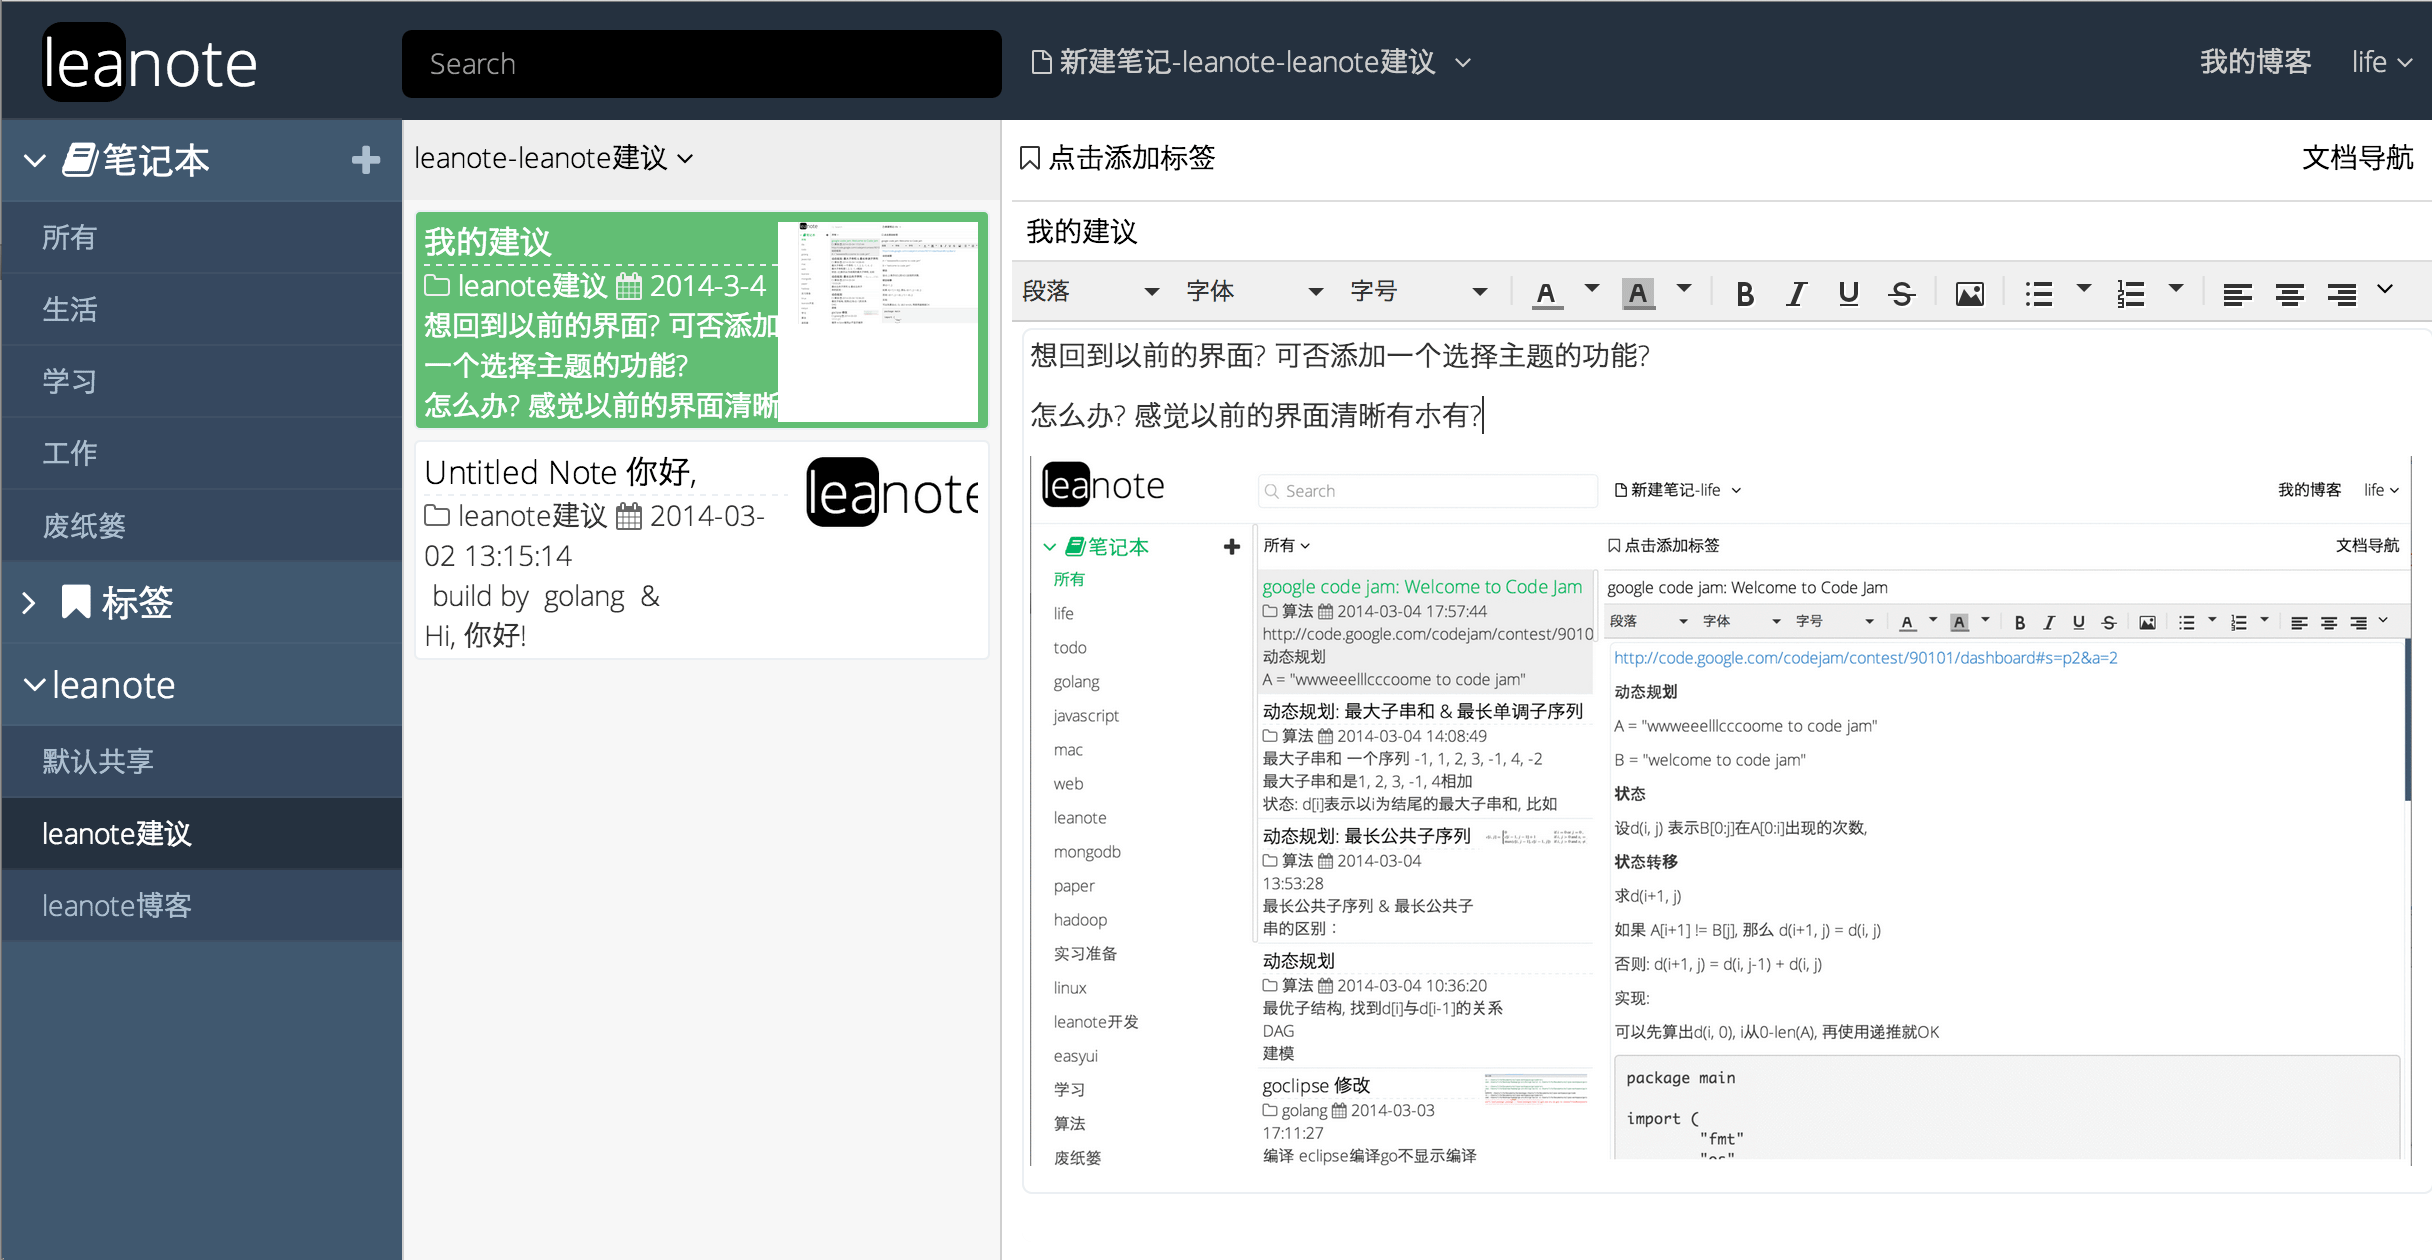 leanote
Search
新建笔记-leanote-leanote建议
我的博客
life
笔记本
所有
生活
学习
工作
废纸篓
标签
leanote
默认共享
leanote建议
leanote博客
leanote-leanote建议
我的建议
leanote建议 2014-3-4
想回到以前的界面? 可否添加
一个选择主题的功能?
怎么办? 感觉以前的界面清晰
Untitled Note 你好,
leanote建议 2014-03-
02 13:15:14
build by golang &
Hi, 你好!
leanote
点击添加标签
文档导航
我的建议
段落 字体 字号 A A B I U S
想回到以前的界面? 可否添加一个选择主题的功能?
怎么办? 感觉以前的界面清晰有木有?
leanote
Search
新建笔记-life
我的博客
life
笔记本
所有
life
todo
golang
javascript
mac
web
leanote
mongodb
paper
hadoop
实习准备
linux
leanote开发
easyui
学习
算法
废纸篓
所有
google code jam: Welcome to Code Jam
算法 2014-03-04 17:57:44
http://code.google.com/codejam/contest/9010
动态规划
A = "wwweeelllcccoome to code jam"
动态规划: 最大子串和 & 最长单调子序列
算法 2014-03-04 14:08:49
最大子串和 一个序列 -1, 1, 2, 3, -1, 4, -2
最大子串和是1, 2, 3, -1, 4相加
状态: d[i]表示以i为结尾的最大子串和, 比如
动态规划: 最长公共子序列
算法 2014-03-04
13:53:28
最长公共子序列 & 最长公共子
串的区别：
动态规划
算法 2014-03-04 10:36:20
最优子结构, 找到d[i]与d[i-1]的关系
DAG
建模
goclipse 修改
golang 2014-03-03
17:11:27
编译 eclipse编译go不显示编译
点击添加标签
文档导航
google code jam: Welcome to Code Jam
段落 字体 字号 A A B I U S
http://code.google.com/codejam/contest/90101/dashboard#s=p2&a=2
动态规划
A = "wwweeelllcccoome to code jam"
B = "welcome to code jam"
状态
设d(i, j) 表示B[0:j]在A[0:i]出现的次数,
状态转移
求d(i+1, j)
如果 A[i+1] != B[j], 那么 d(i+1, j) = d(i, j)
否则: d(i+1, j) = d(i, j-1) + d(i, j)
实现:
可以先算出d(i, 0), i从0-len(A), 再使用递推就OK
package main
import (
"fmt"
"os"